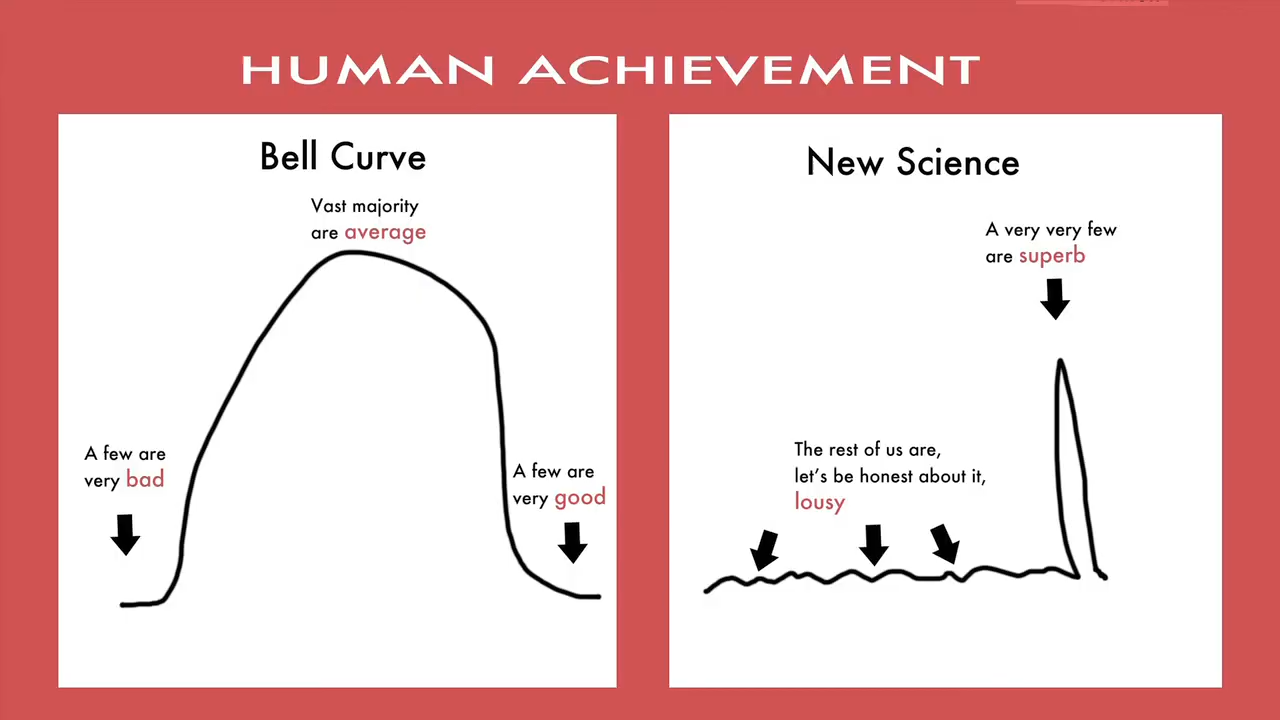 HUMAN ACHIEVEMENT
Bell Curve
Vast majority
are average
A few are
very bad
A few are
very good
New Science
A very very few
are superb
The rest of us are,
let's be honest about it,
lousy